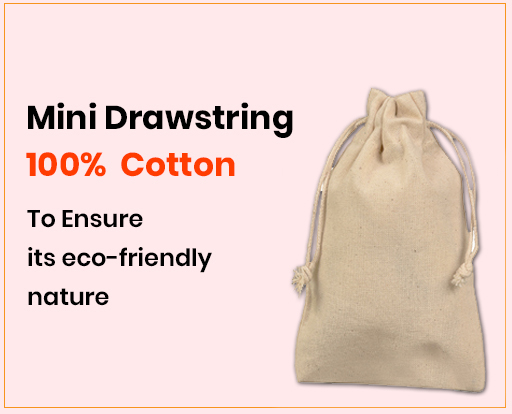 Mini Drawstring
100% Cotton
To Ensure
its eco-friendly
nature